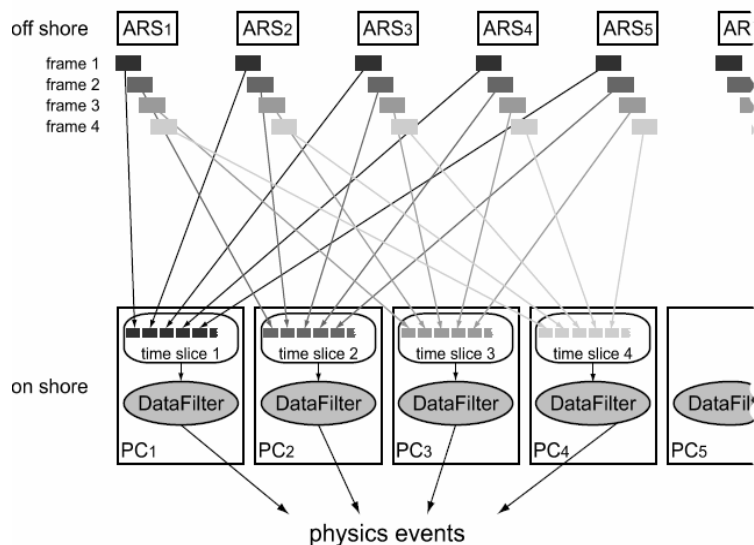 off shore
ARS1
ARS2
ARS3
ARS4
ARS5
AR
frame 1
frame 2
frame 3
frame 4
time slice 1
time slice 2
time slice 3
time slice 4
on shore
DataFilter
DataFilter
DataFilter
DataFilter
DataFil
PC1
PC2
PC3
PC4
PC5
physics events